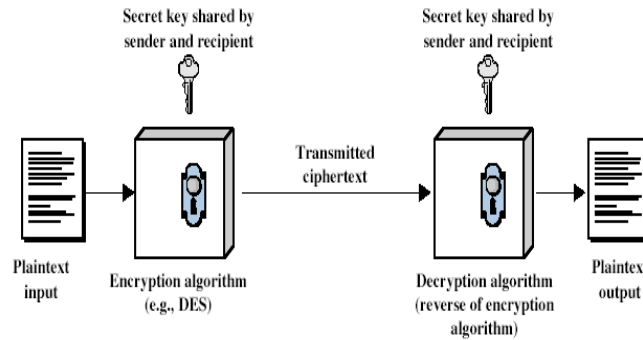 Secret key shared by
sender and recipient
Secret key shared by
sender and recipient
Transmitted
ciphertext
Plaintext
input
Encryption algorithm
(e.g., DES)
Decryption algorithm
(reverse of encryption
algorithm)
Plaintext
output